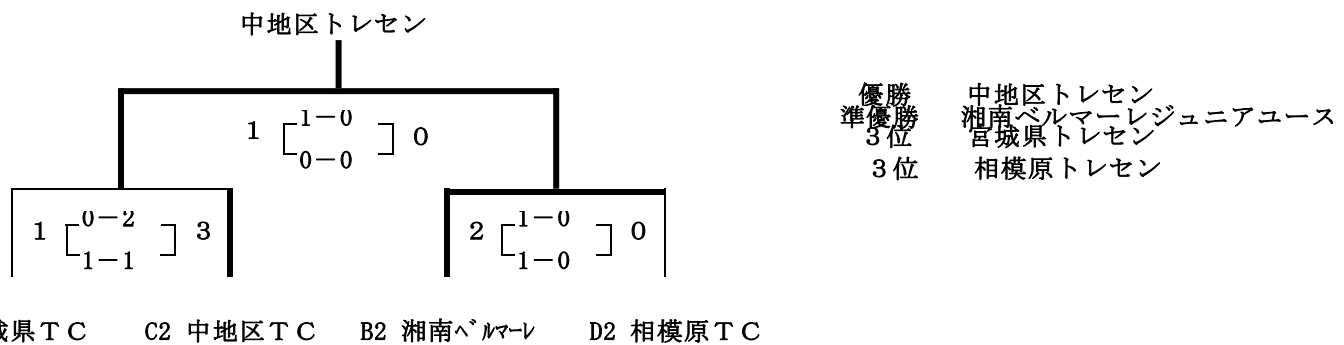 中地区トレセン
優勝 中地区トレセン
準優勝 湘南ベルマーレジュニアユース
3位 宮城県トレセン
3位 相模原トレセン
1 1−0 0
0−0
1 0−2 3 2 1−0 0
1−1 1−0
城県TC C2 中地区TC B2 湘南ベルマーレ D2 相模原TC